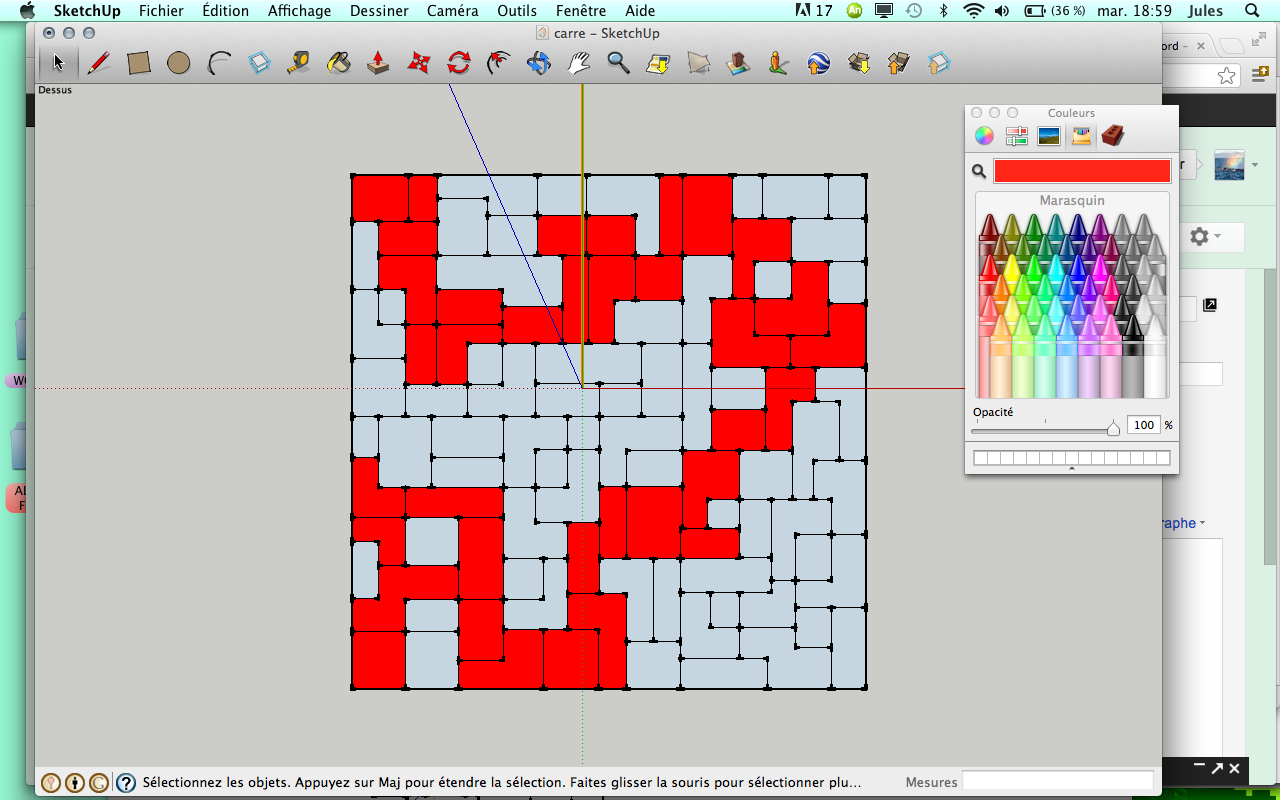 SketchUp Fichier Édition Affichage Dessiner Caméra Outils Fenêtre Aide 17 An (36 %) mar. 18:59 Jules
carre – SketchUp
ord –
Dessus
Couleurs
Marasquin
Opacité
100 %
raphe
Sélectionnez les objets. Appuyez sur Maj pour étendre la sélection. Faites glisser la souris pour sélectionner plu... Mesures